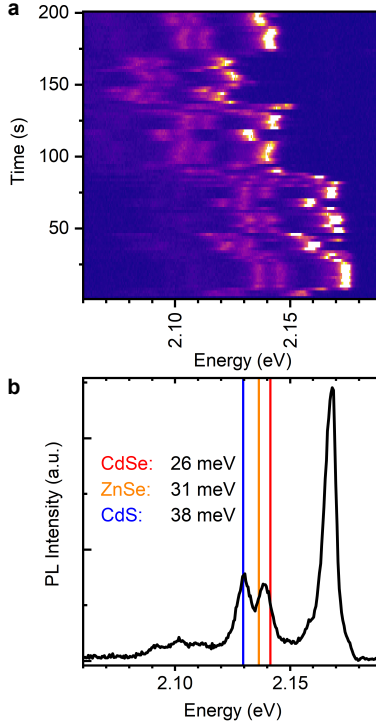 a
200
150
100
50
Time (s)
2.10
2.15
Energy (eV)
b
CdSe: 26 meV
ZnSe: 31 meV
CdS: 38 meV
PL Intensity (a.u.)
2.10
2.15
Energy (eV)